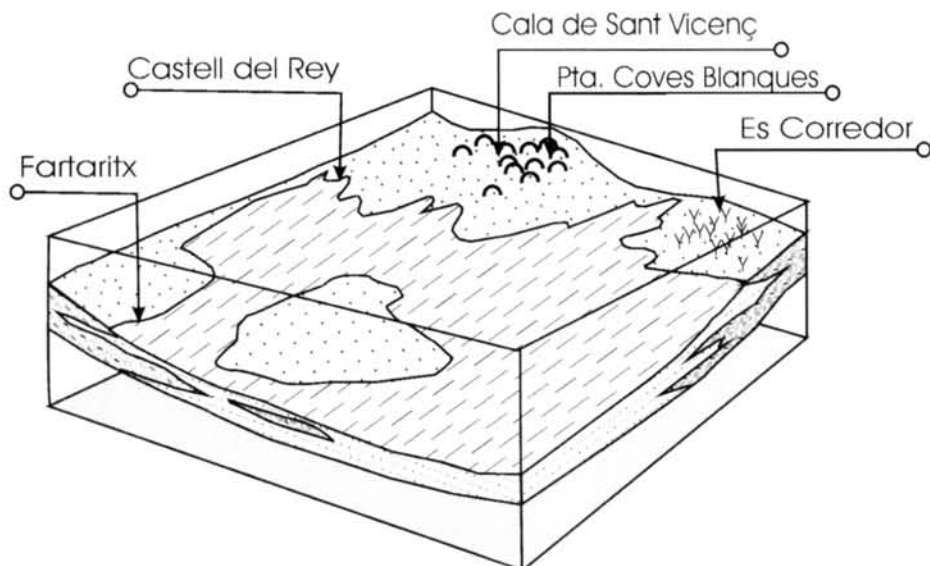 Cala de Sant Vicenç
Castell del Rey
Pta. Coves Blanques
Es Corredor
Fartaritx